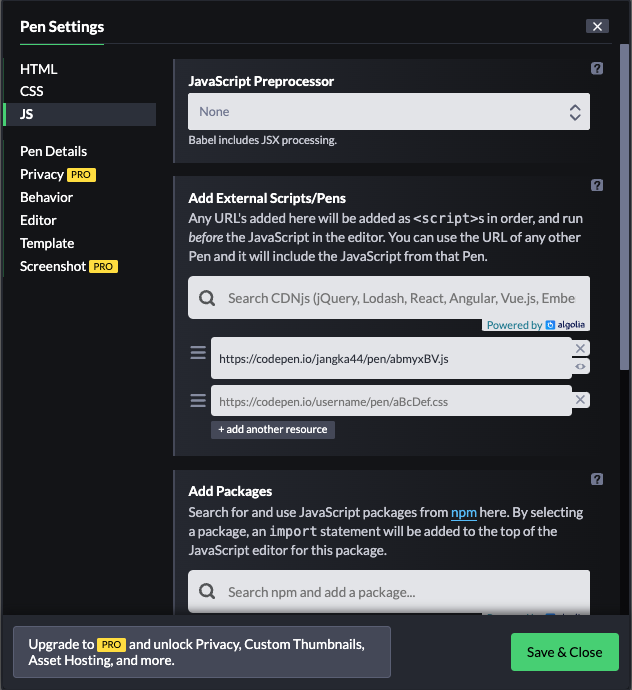 Pen Settings
HTML
CSS
JS
Pen Details
Privacy PRO
Behavior
Editor
Template
Screenshot PRO
JavaScript Preprocessor
None
Babel includes JSX processing.
Add External Scripts/Pens
Any URL's added here will be added as <script>s in order, and run
before the JavaScript in the editor. You can use the URL of any other
Pen and it will include the JavaScript from that Pen.
Search CDNjs (jQuery, Lodash, React, Angular, Vue.js, Embe
Powered by algolia
https://codepen.io/jangka44/pen/abmyxBV.js
https://codepen.io/username/pen/aBcDef.css
+ add another resource
Add Packages
Search for and use JavaScript packages from npm here. By selecting
a package, an import statement will be added to the top of the
JavaScript editor for this package.
Search npm and add a package...
Upgrade to PRO and unlock Privacy, Custom Thumbnails,
Asset Hosting, and more.
Save & Close